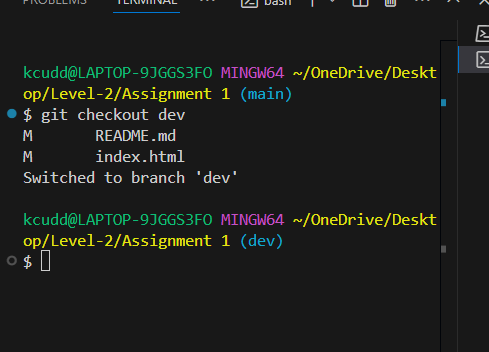 PROBLEMS TERMINAL ... bash
kcudd@LAPTOP-9JGGS3FO MINGW64 ~/OneDrive/Deskt
op/Level-2/Assignment 1 (main)
$ git checkout dev
M README.md
M index.html
Switched to branch 'dev'
kcudd@LAPTOP-9JGGS3FO MINGW64 ~/OneDrive/Deskt
op/Level-2/Assignment 1 (dev)
$